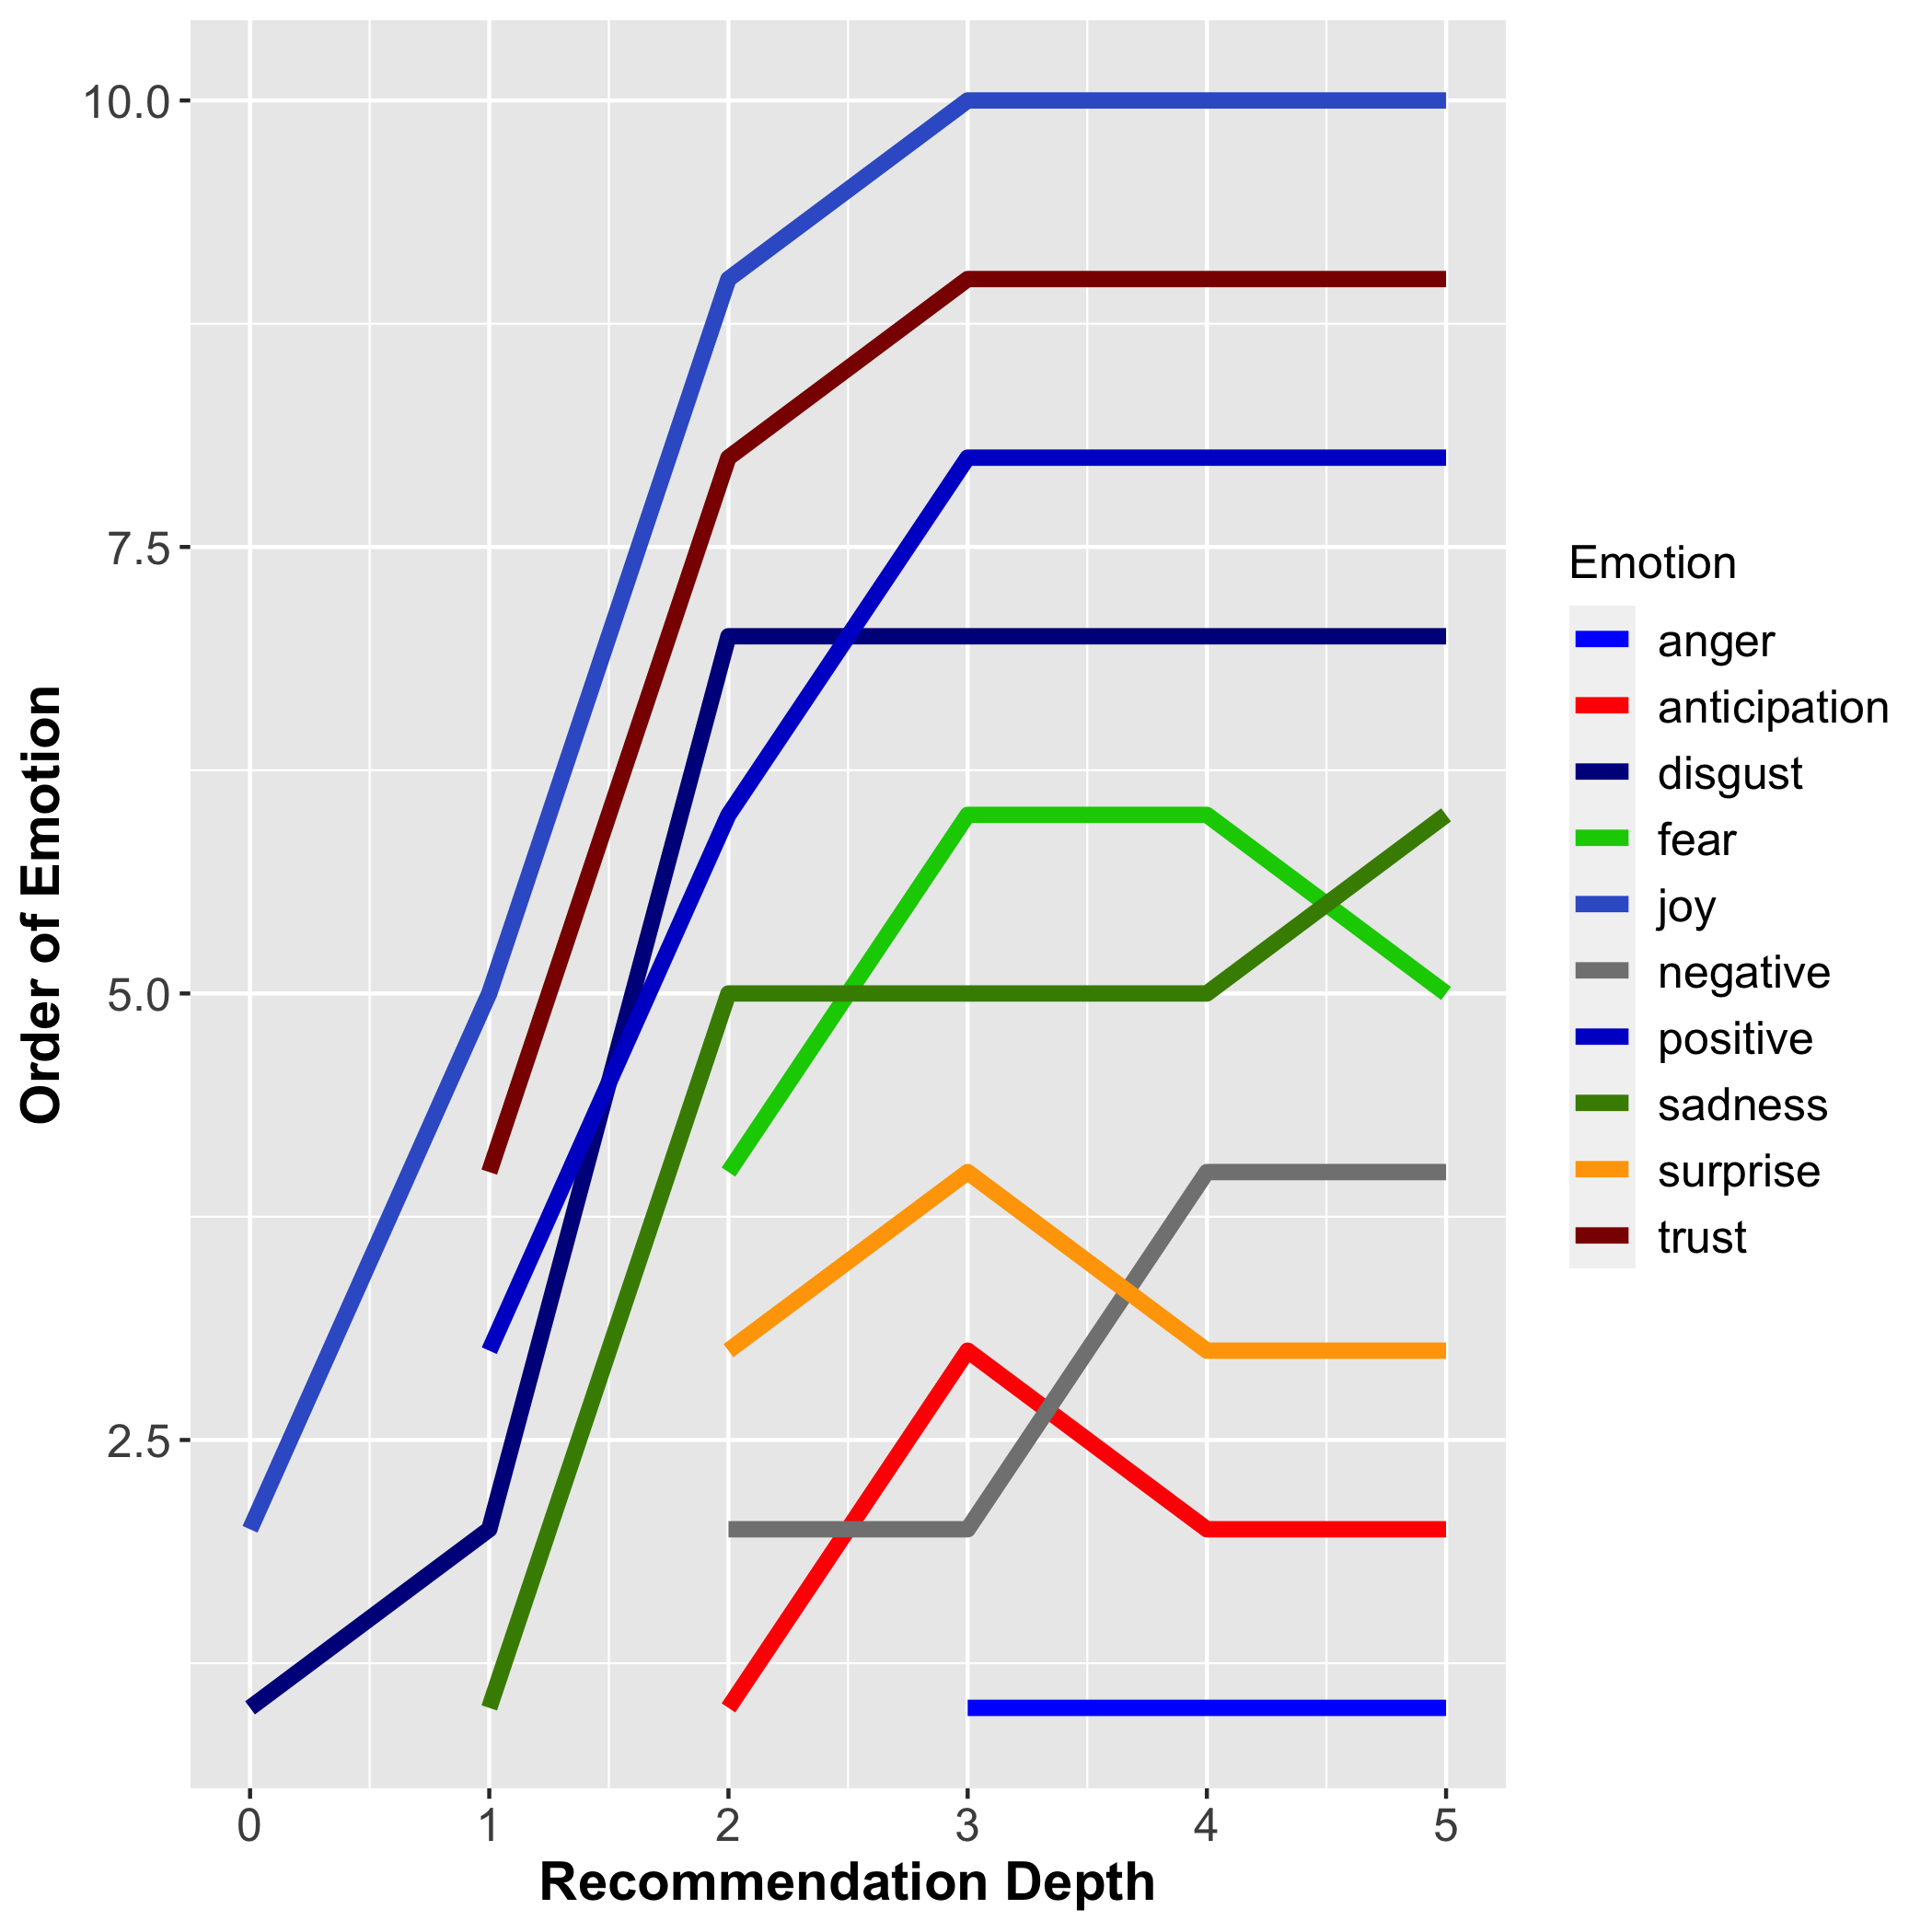 10.0
7.5
5.0
2.5
Order of Emotion
0 1 2 3 4 5
Recommendation Depth
Emotion
anger
anticipation
disgust
fear
joy
negative
positive
sadness
surprise
trust